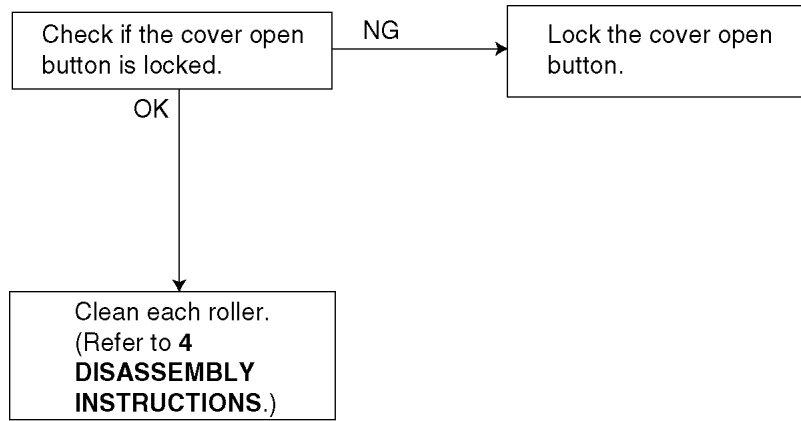 Check if the cover open
button is locked.
NG
Lock the cover open
button.
OK
Clean each roller.
(Refer to 4
DISASSEMBLY
INSTRUCTIONS.)